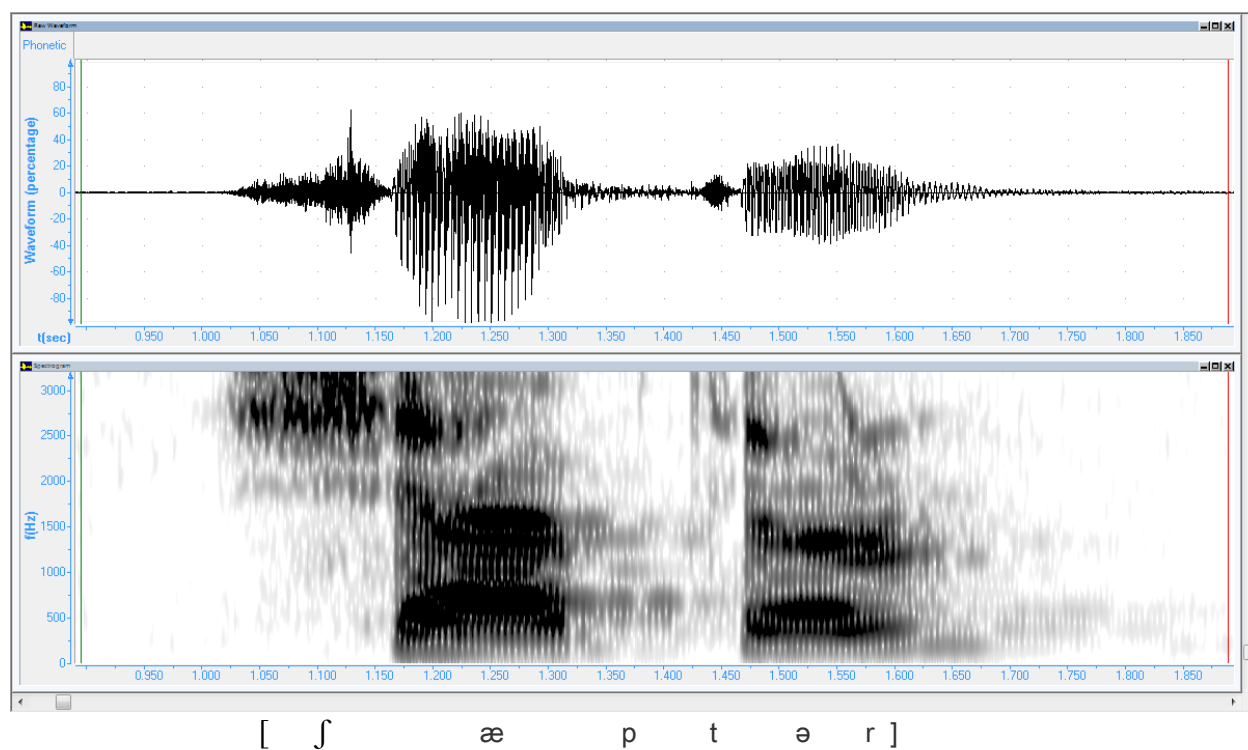 Raw Waveform
Phonetic
Waveform (percentage)
80
60
40
20
0
-20
-40
-60
-80
t(sec)
0.950 1.000 1.050 1.100 1.150 1.200 1.250 1.300 1.350 1.400 1.450 1.500 1.550 1.600 1.650 1.700 1.750 1.800 1.850
Spectrogram
f(Hz)
3000
2500
2000
1500
1000
500
0
0.950 1.000 1.050 1.100 1.150 1.200 1.250 1.300 1.350 1.400 1.450 1.500 1.550 1.600 1.650 1.700 1.750 1.800 1.850
[ ʃ æ p t ə r ]